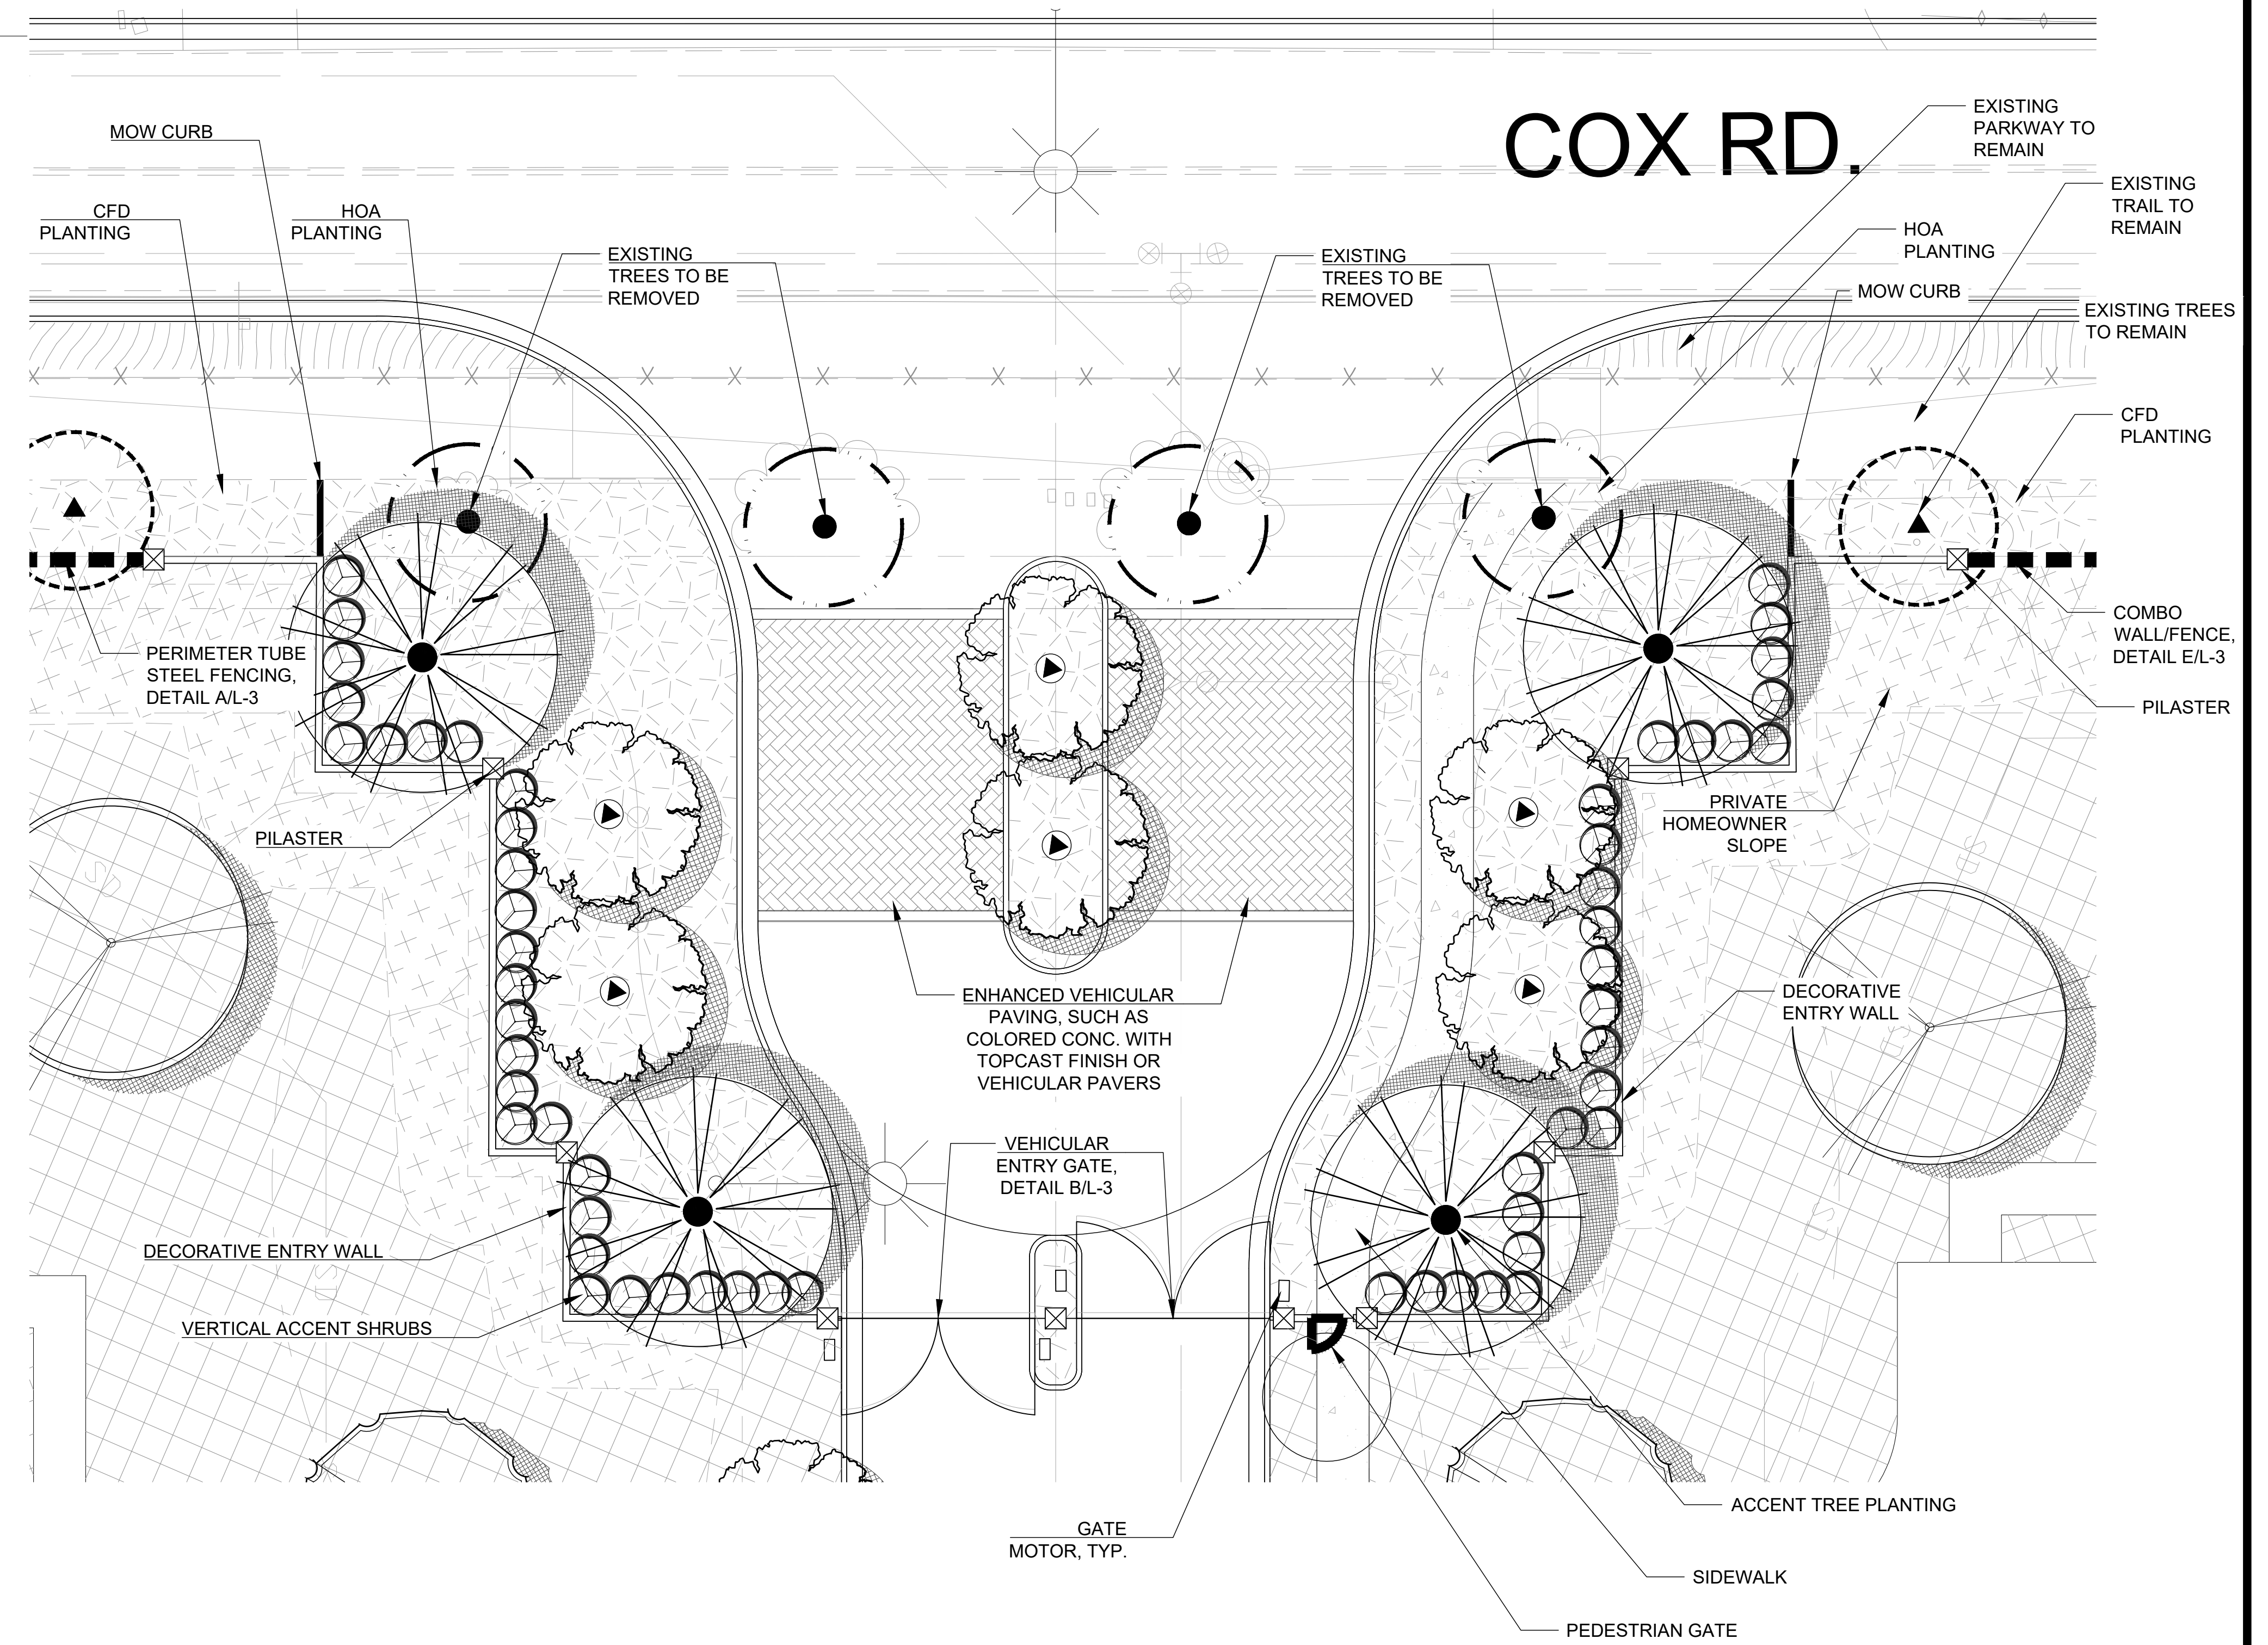 COX RD.
EXISTING
PARKWAY TO
REMAIN
MOW CURB
EXISTING
TRAIL TO
REMAIN
CFD
PLANTING
HOA
PLANTING
HOA
PLANTING
EXISTING
TREES TO BE
REMOVED
EXISTING
TREES TO BE
REMOVED
MOW CURB
EXISTING TREES
TO REMAIN
CFD
PLANTING
COMBO
WALL/FENCE,
DETAIL E/L-3
PERIMETER TUBE
STEEL FENCING,
DETAIL A/L-3
PILASTER
PRIVATE
HOMEOWNER
SLOPE
PILASTER
SD
SD
ENHANCED VEHICULAR
PAVING, SUCH AS
COLORED CONC. WITH
TOPCAST FINISH OR
VEHICULAR PAVERS
DECORATIVE
ENTRY WALL
VEHICULAR
ENTRY GATE,
DETAIL B/L-3
DECORATIVE ENTRY WALL
VERTICAL ACCENT SHRUBS
ACCENT TREE PLANTING
GATE
MOTOR, TYP.
SIDEWALK
PEDESTRIAN GATE